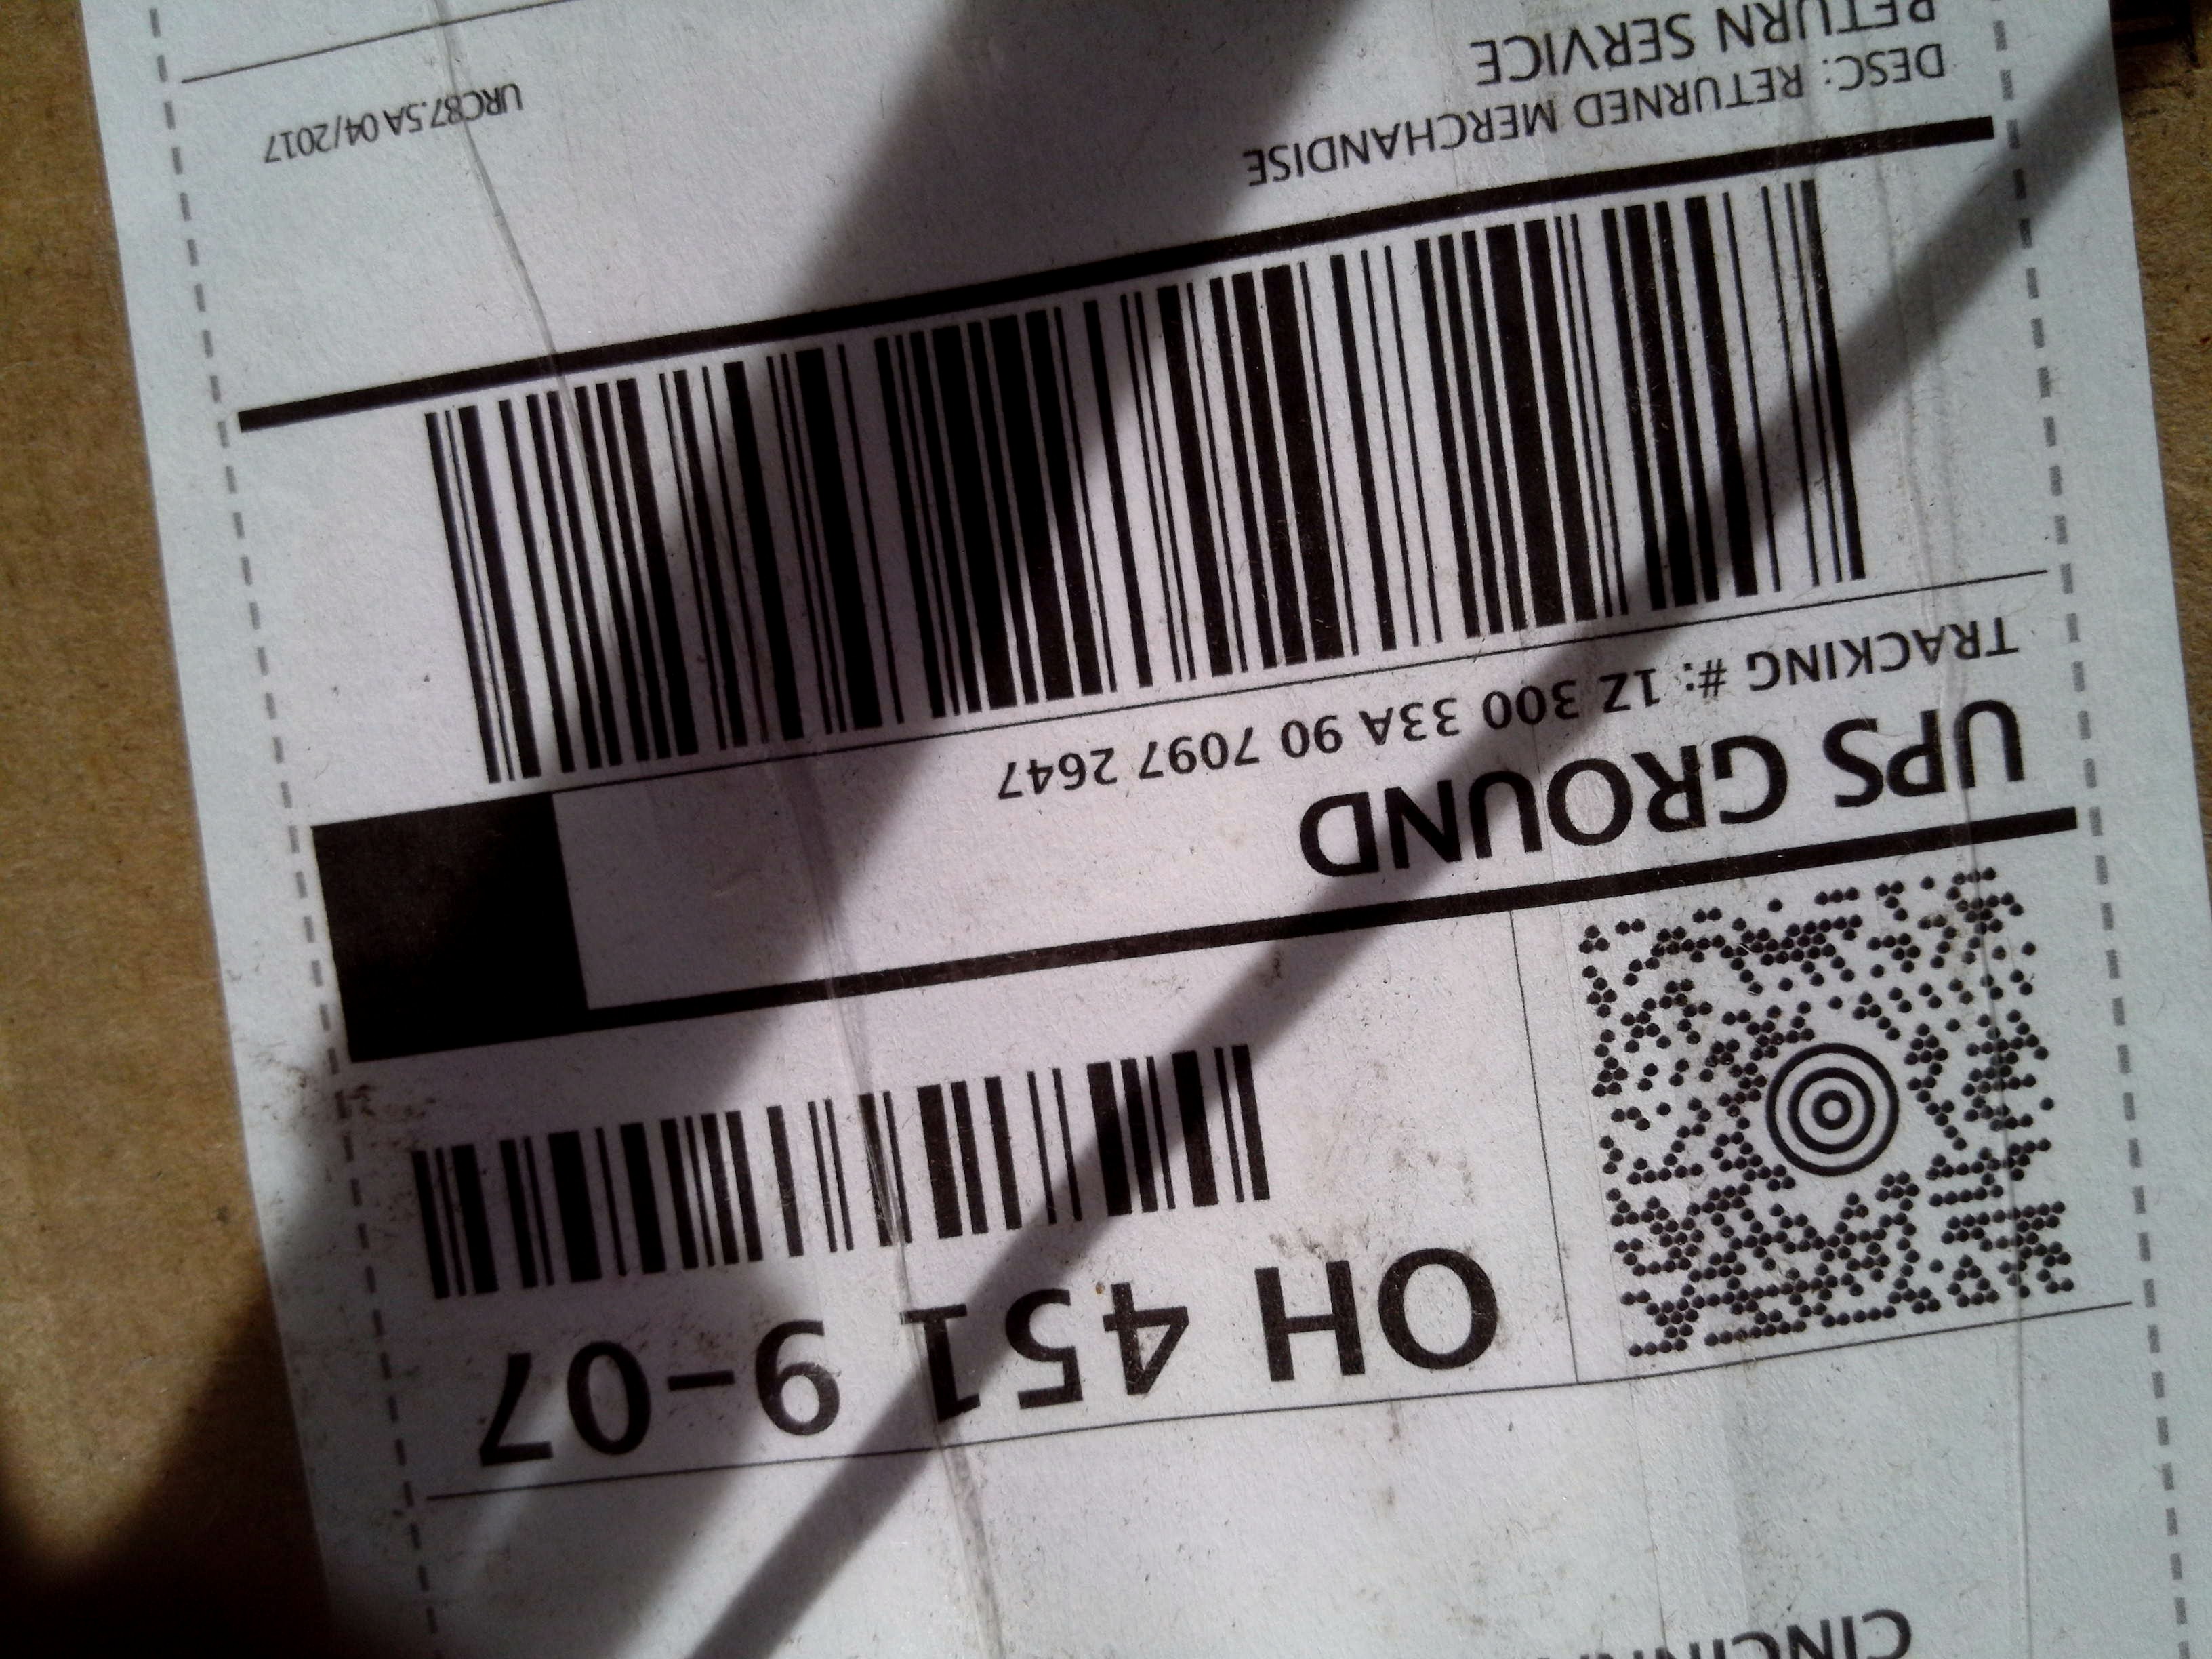 OH 451 9-07
UPS GROUND
TRACKING #: 1Z 300 33A 90 7097 2647
DESC: RETURNED MERCHANDISE
RETURN SERVICE
URC87.5A 04/2017